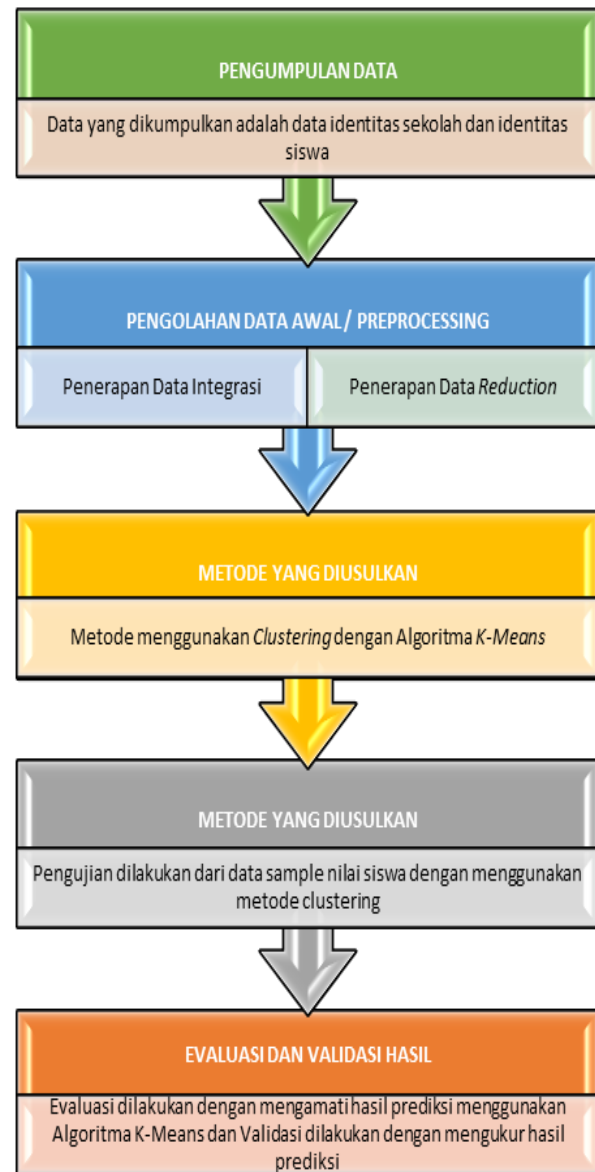 PENGUMPULAN DATA
Data yang dikumpulkan adalah data identitas sekolah dan identitas
siswa
PENGOLAHAN DATA AWAL / PREPROCESSING
Penerapan Data Integrasi
Penerapan Data Reduction
METODE YANG DIUSULKAN
Metode menggunakan Clustering dengan Algoritma K-Means
METODE YANG DIUSULKAN
Pengujian dilakukan dari data sample nilai siswa dengan menggunakan
metode clustering
EVALUASI DAN VALIDASI HASIL
Evaluasi dilakukan dengan mengamati hasil prediksi menggunakan
Algoritma K-Means dan Validasi dilakukan dengan mengukur hasil
prediksi